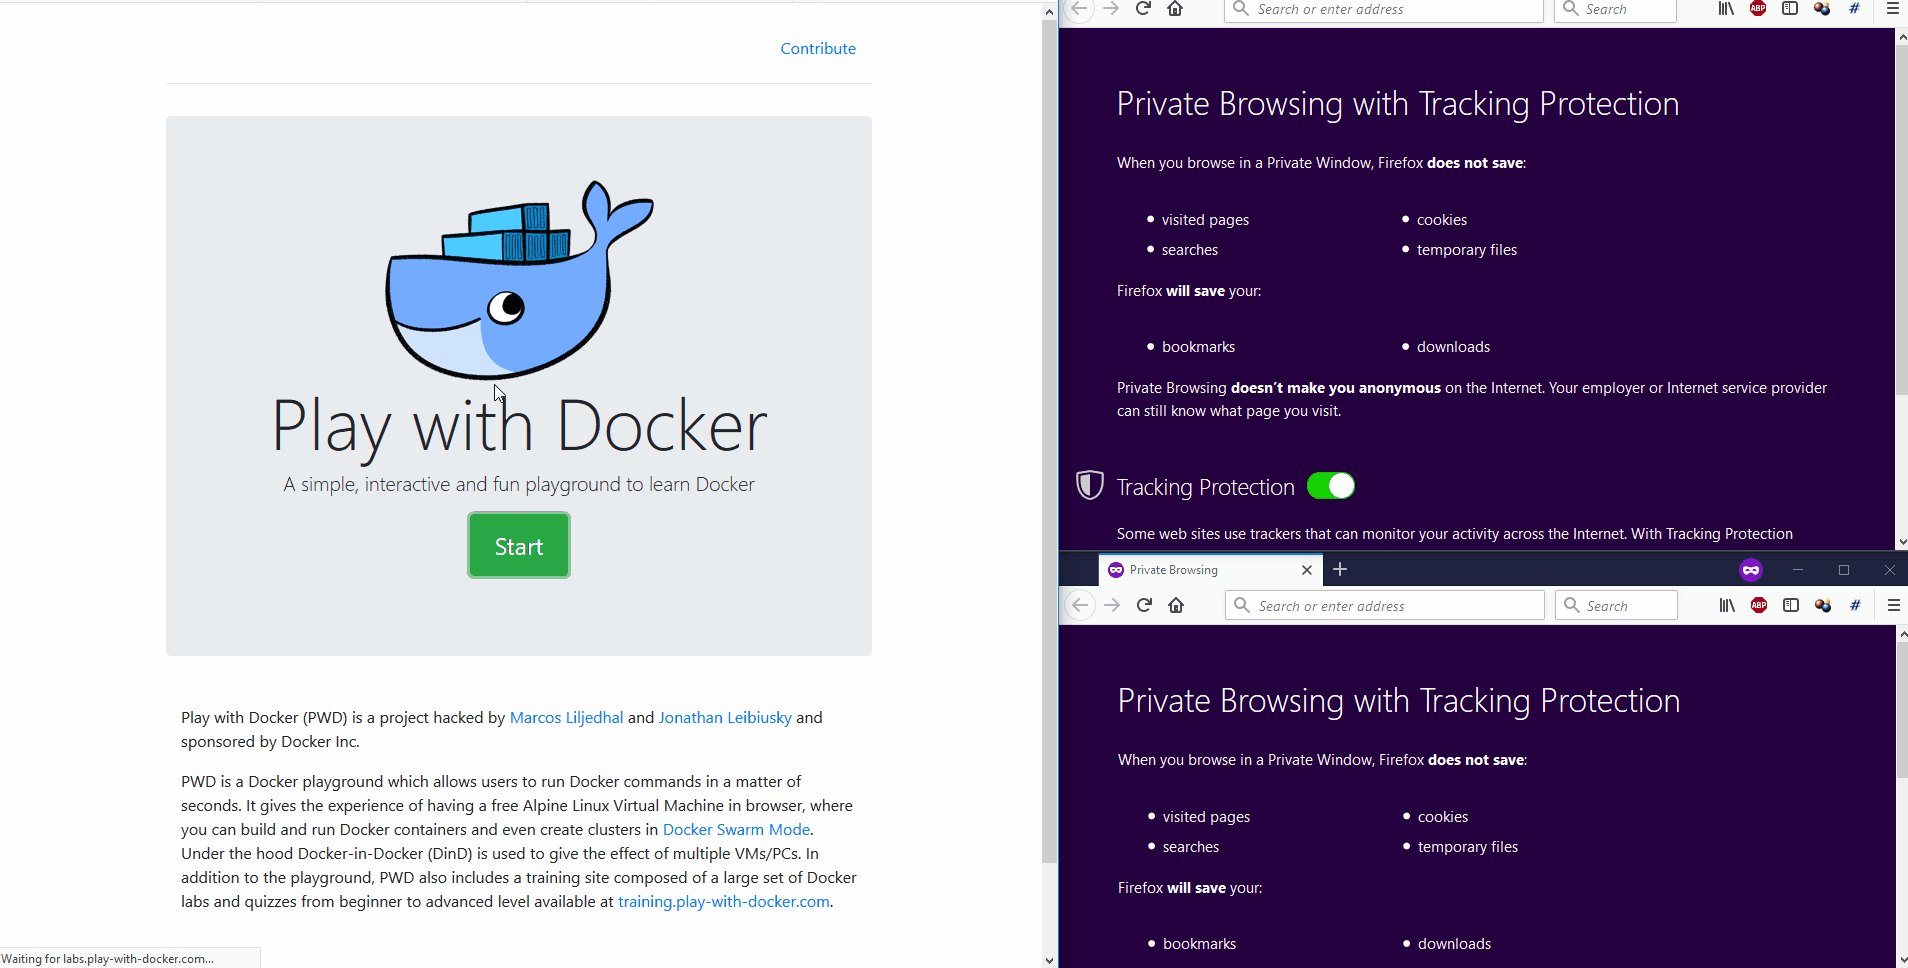 Contribute
Play with Docker
A simple, interactive and fun playground to learn Docker
Start
Play with Docker (PWD) is a project hacked by Marcos Liljedhal and Jonathan Leibiusky and
sponsored by Docker Inc.
PWD is a Docker playground which allows users to run Docker commands in a matter of
seconds. It gives the experience of having a free Alpine Linux Virtual Machine in browser, where
you can build and run Docker containers and even create clusters in Docker Swarm Mode.
Under the hood Docker-in-Docker (DinD) is used to give the effect of multiple VMs/PCs. In
addition to the playground, PWD also includes a training site composed of a large set of Docker
labs and quizzes from beginner to advanced level available at training.play-with-docker.com.
Waiting for labs.play-with-docker.com...
Search or enter address
Search
ABP
#
Private Browsing with Tracking Protection
When you browse in a Private Window, Firefox does not save:
• visited pages • cookies
• searches • temporary files
Firefox will save your:
• bookmarks • downloads
Private Browsing doesn't make you anonymous on the Internet. Your employer or Internet service provider
can still know what page you visit.
Tracking Protection
Some web sites use trackers that can monitor your activity across the Internet. With Tracking Protection
Private Browsing
Search or enter address
Search
ABP
#
Private Browsing with Tracking Protection
When you browse in a Private Window, Firefox does not save:
• visited pages • cookies
• searches • temporary files
Firefox will save your:
• bookmarks • downloads